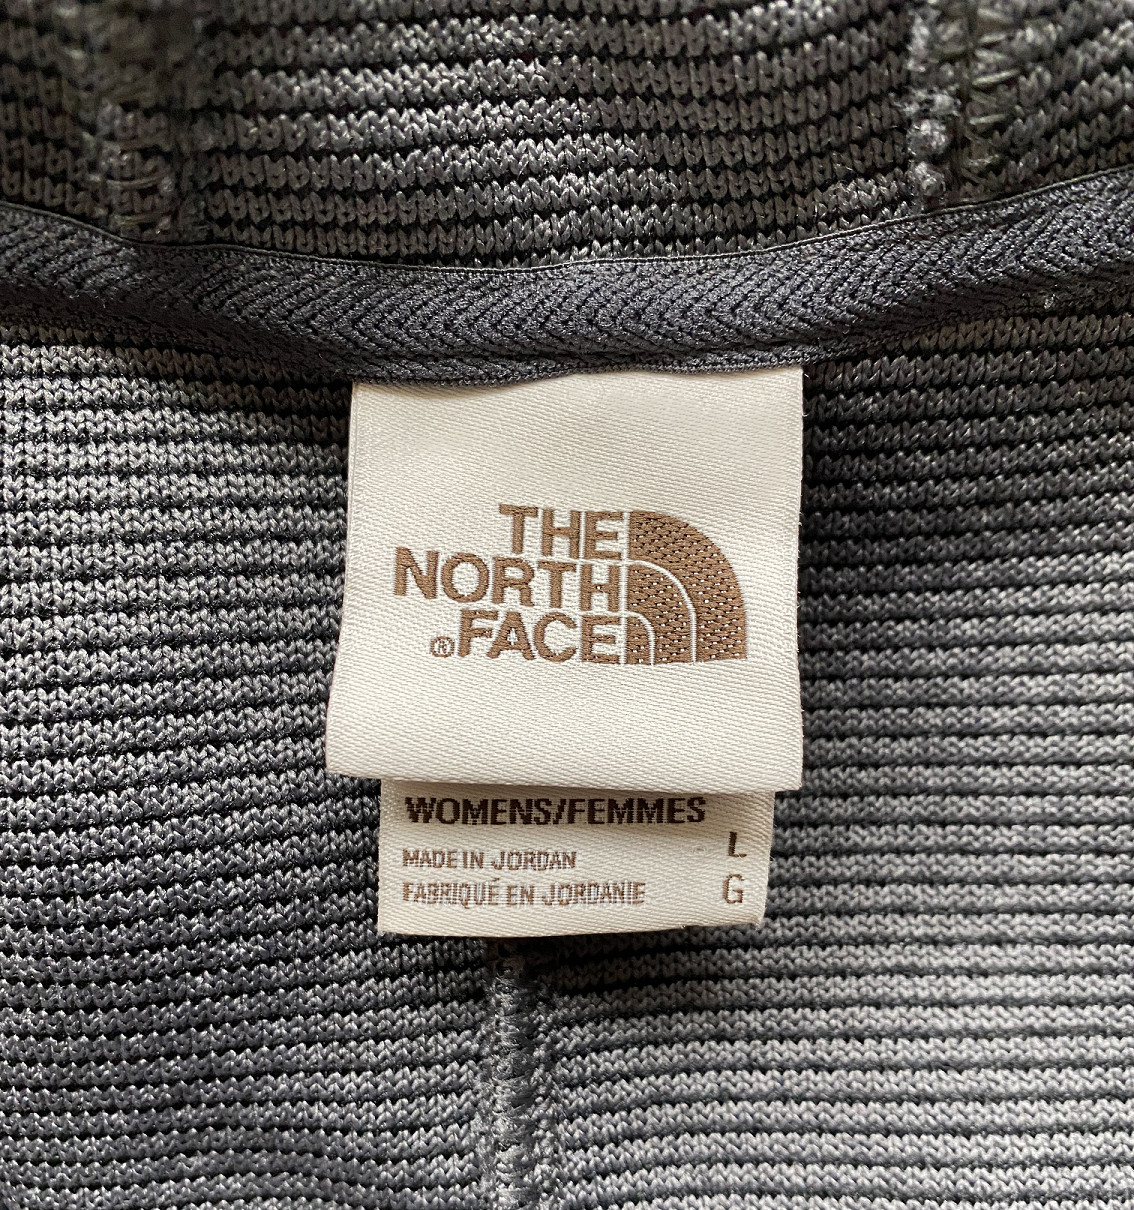 THE
NORTH
®FACE
WOMENS/FEMMES
L
MADE IN JORDAN
FABRIQUÉ EN JORDANIE G